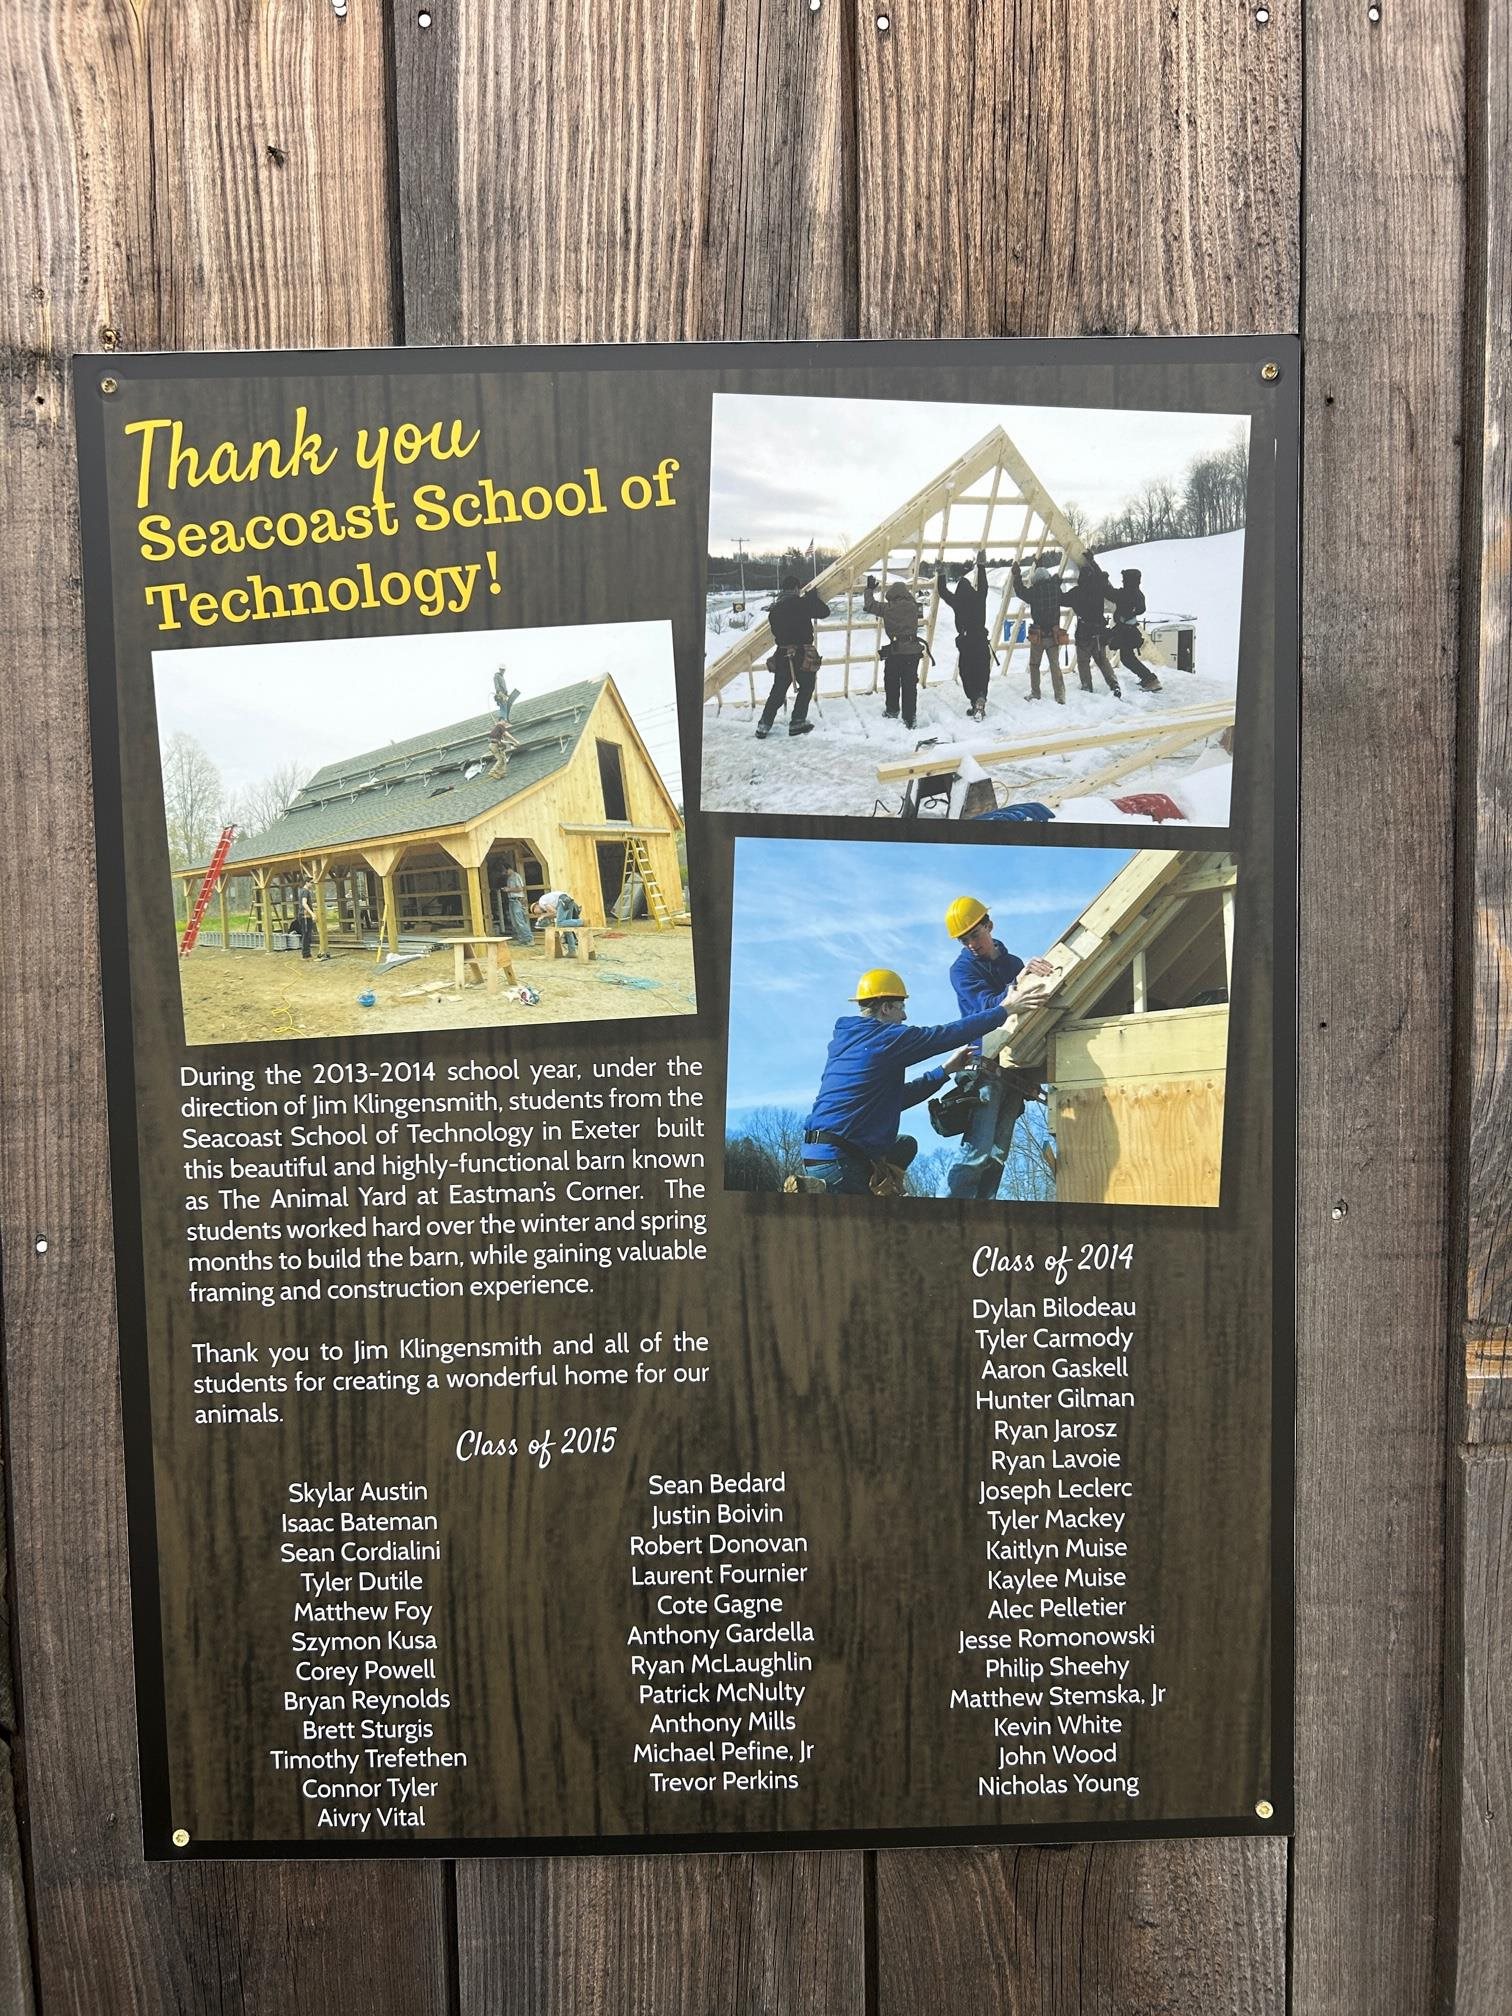 Thank you
Seacoast School of
Technology!
During the 2013-2014 school year, under the
direction of Jim Klingensmith, students from the
Seacoast School of Technology in Exeter built
this beautiful and highly-functional barn known
as The Animal Yard at Eastman's Corner. The
students worked hard over the winter and spring
months to build the barn, while gaining valuable
framing and construction experience.
Thank you to Jim Klingensmith and all of the
students for creating a wonderful home for our
animals.
Class of 2015
Skylar Austin
Isaac Bateman
Sean Cordialini
Tyler Dutile
Matthew Foy
Szymon Kusa
Corey Powell
Bryan Reynolds
Brett Sturgis
Timothy Trefethen
Connor Tyler
Aivry Vital
Sean Bedard
Justin Boivin
Robert Donovan
Laurent Fournier
Cote Gagne
Anthony Gardella
Ryan McLaughlin
Patrick McNulty
Anthony Mills
Michael Pefine, Jr
Trevor Perkins
Class of 2014
Dylan Bilodeau
Tyler Carmody
Aaron Gaskell
Hunter Gilman
Ryan Jarosz
Ryan Lavoie
Joseph Leclerc
Tyler Mackey
Kaitlyn Muise
Kaylee Muise
Alec Pelletier
Jesse Romonowski
Philip Sheehy
Matthew Stemska, Jr
Kevin White
John Wood
Nicholas Young